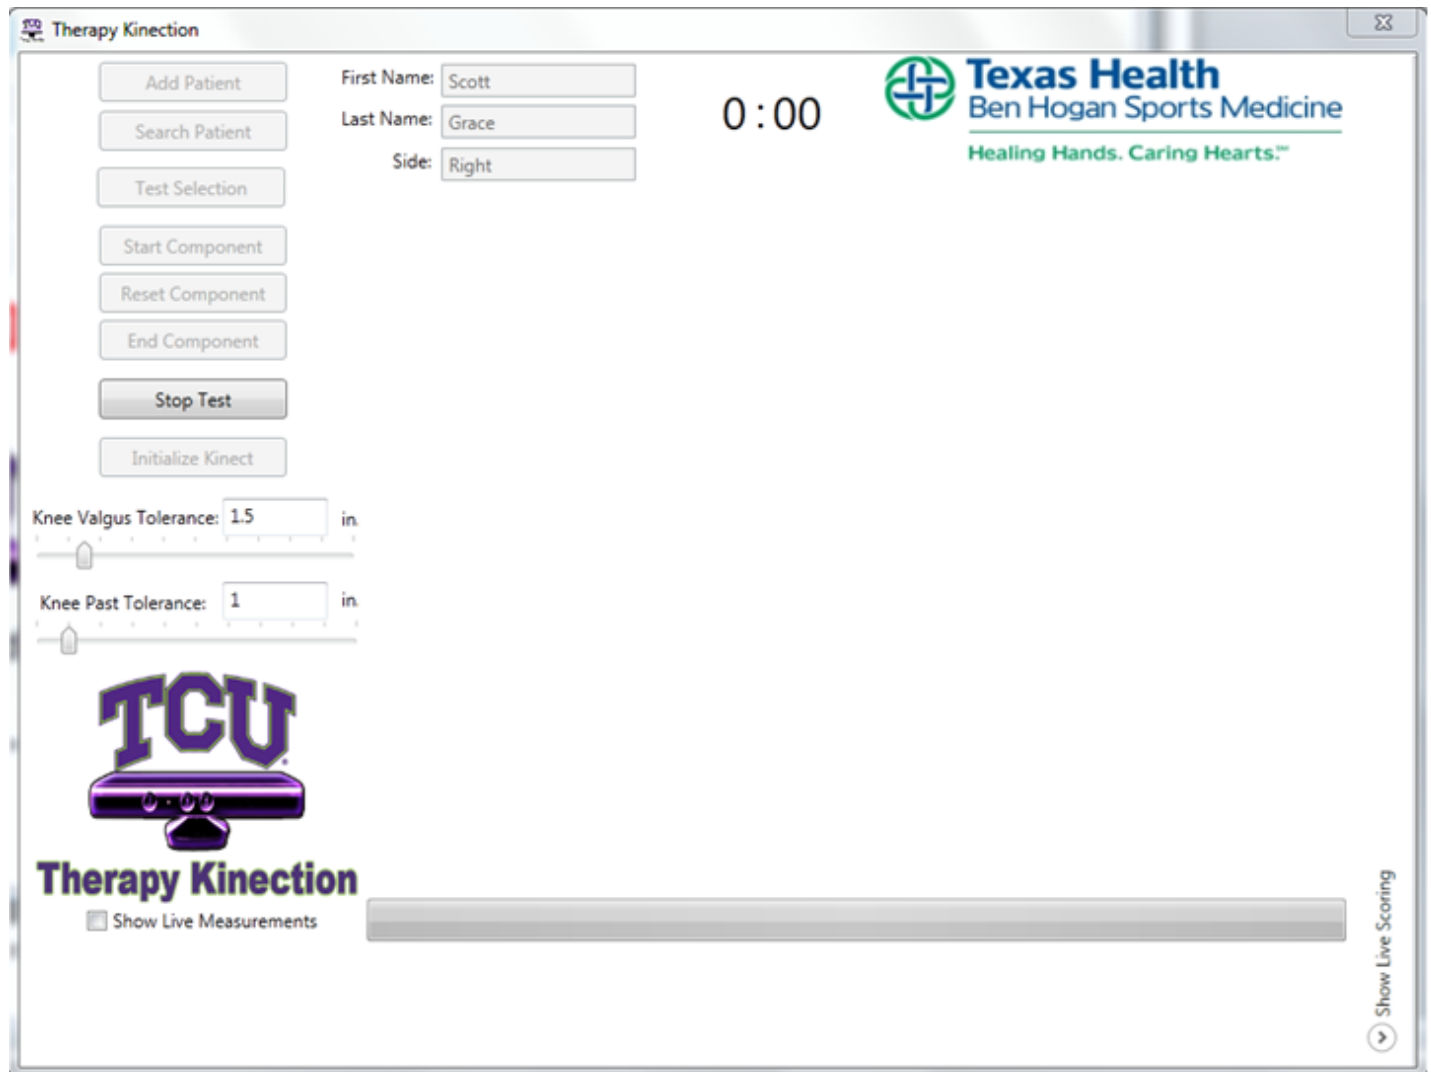 Therapy Kinection
Add Patient
Search Patient
Test Selection
Start Component
Reset Component
End Component
Stop Test
Initialize Kinect
First Name: Scott
Last Name: Grace
Side: Right
0:00
Texas Health
Ben Hogan Sports Medicine
Healing Hands. Caring Hearts.℠
Knee Valgus Tolerance: 1.5 in.
Knee Past Tolerance: 1 in.
TCU
Therapy Kinection
Show Live Measurements
Show Live Scoring